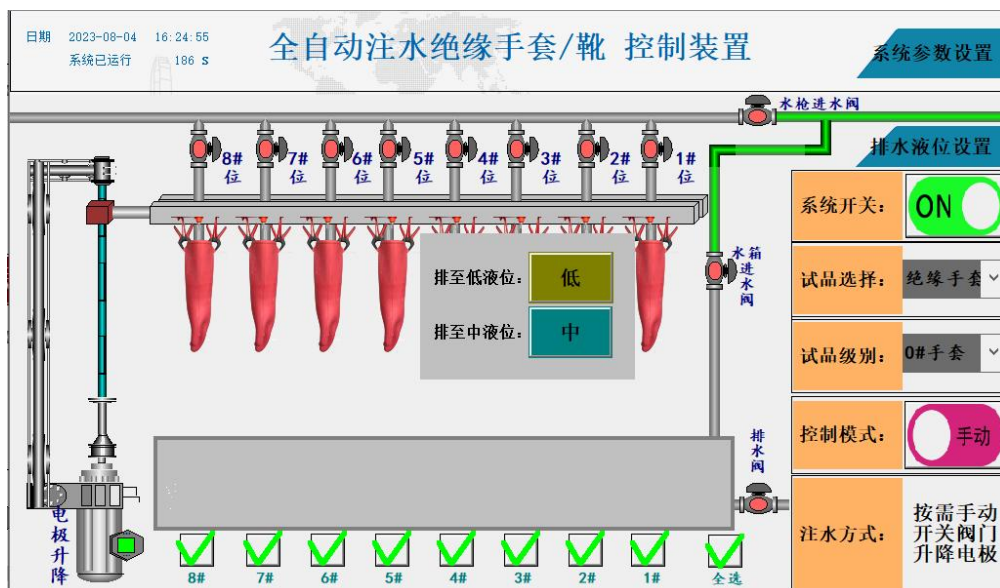 日期 2023-08-04 16:24:55
系统已运行 186 S
全自动注水绝缘手套/靴 控制装置
系统参数设置
水枪进水阀
排水液位设置
8#位
7#位
6#位
5#位
4#位
3#位
2#位
1#位
水箱进水阀
排至低液位: 低
排至中液位: 中
系统开关: ON
试品选择: 绝缘手套
试品级别: 0#手套
控制模式: 手动
注水方式: 按需手动
开关阀门
升降电极
排水阀
电极升降
8# 7# 6# 5# 4# 3# 2# 1# 全选